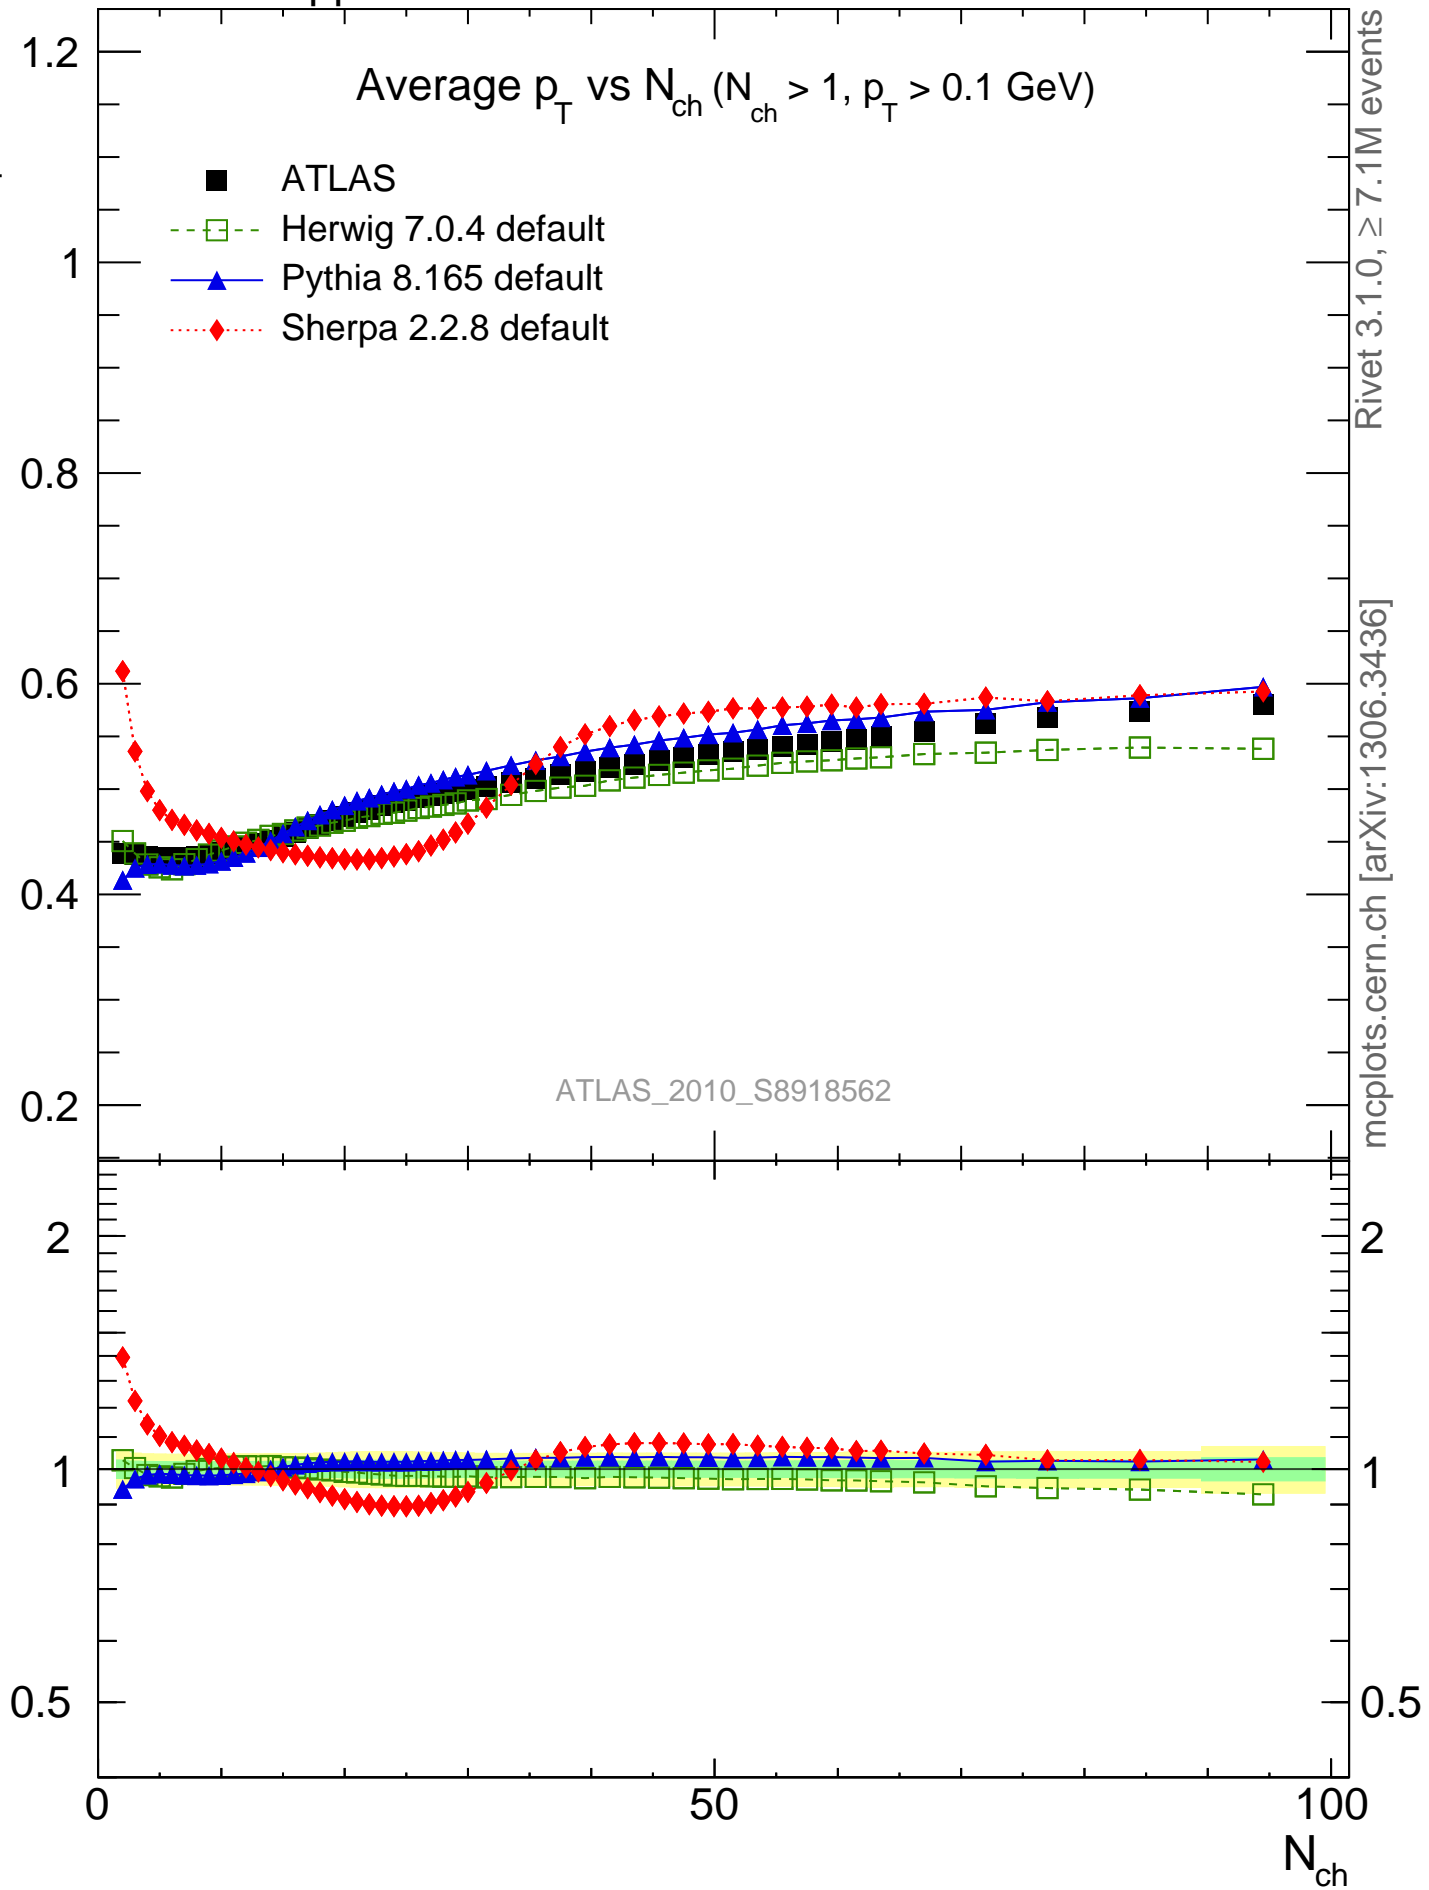 pp
Average p_T vs N_ch (N_ch > 1, p_T > 0.1 GeV)
ATLAS
Herwig 7.0.4 default
Pythia 8.165 default
Sherpa 2.2.8 default
1.2
1
0.8
0.6
0.4
0.2
ATLAS_2010_S8918562
Rivet 3.1.0, ≥ 7.1M events
mcplots.cern.ch [arXiv:1306.3436]
2
1
0.5
2
1
0.5
0
50
100
N_ch